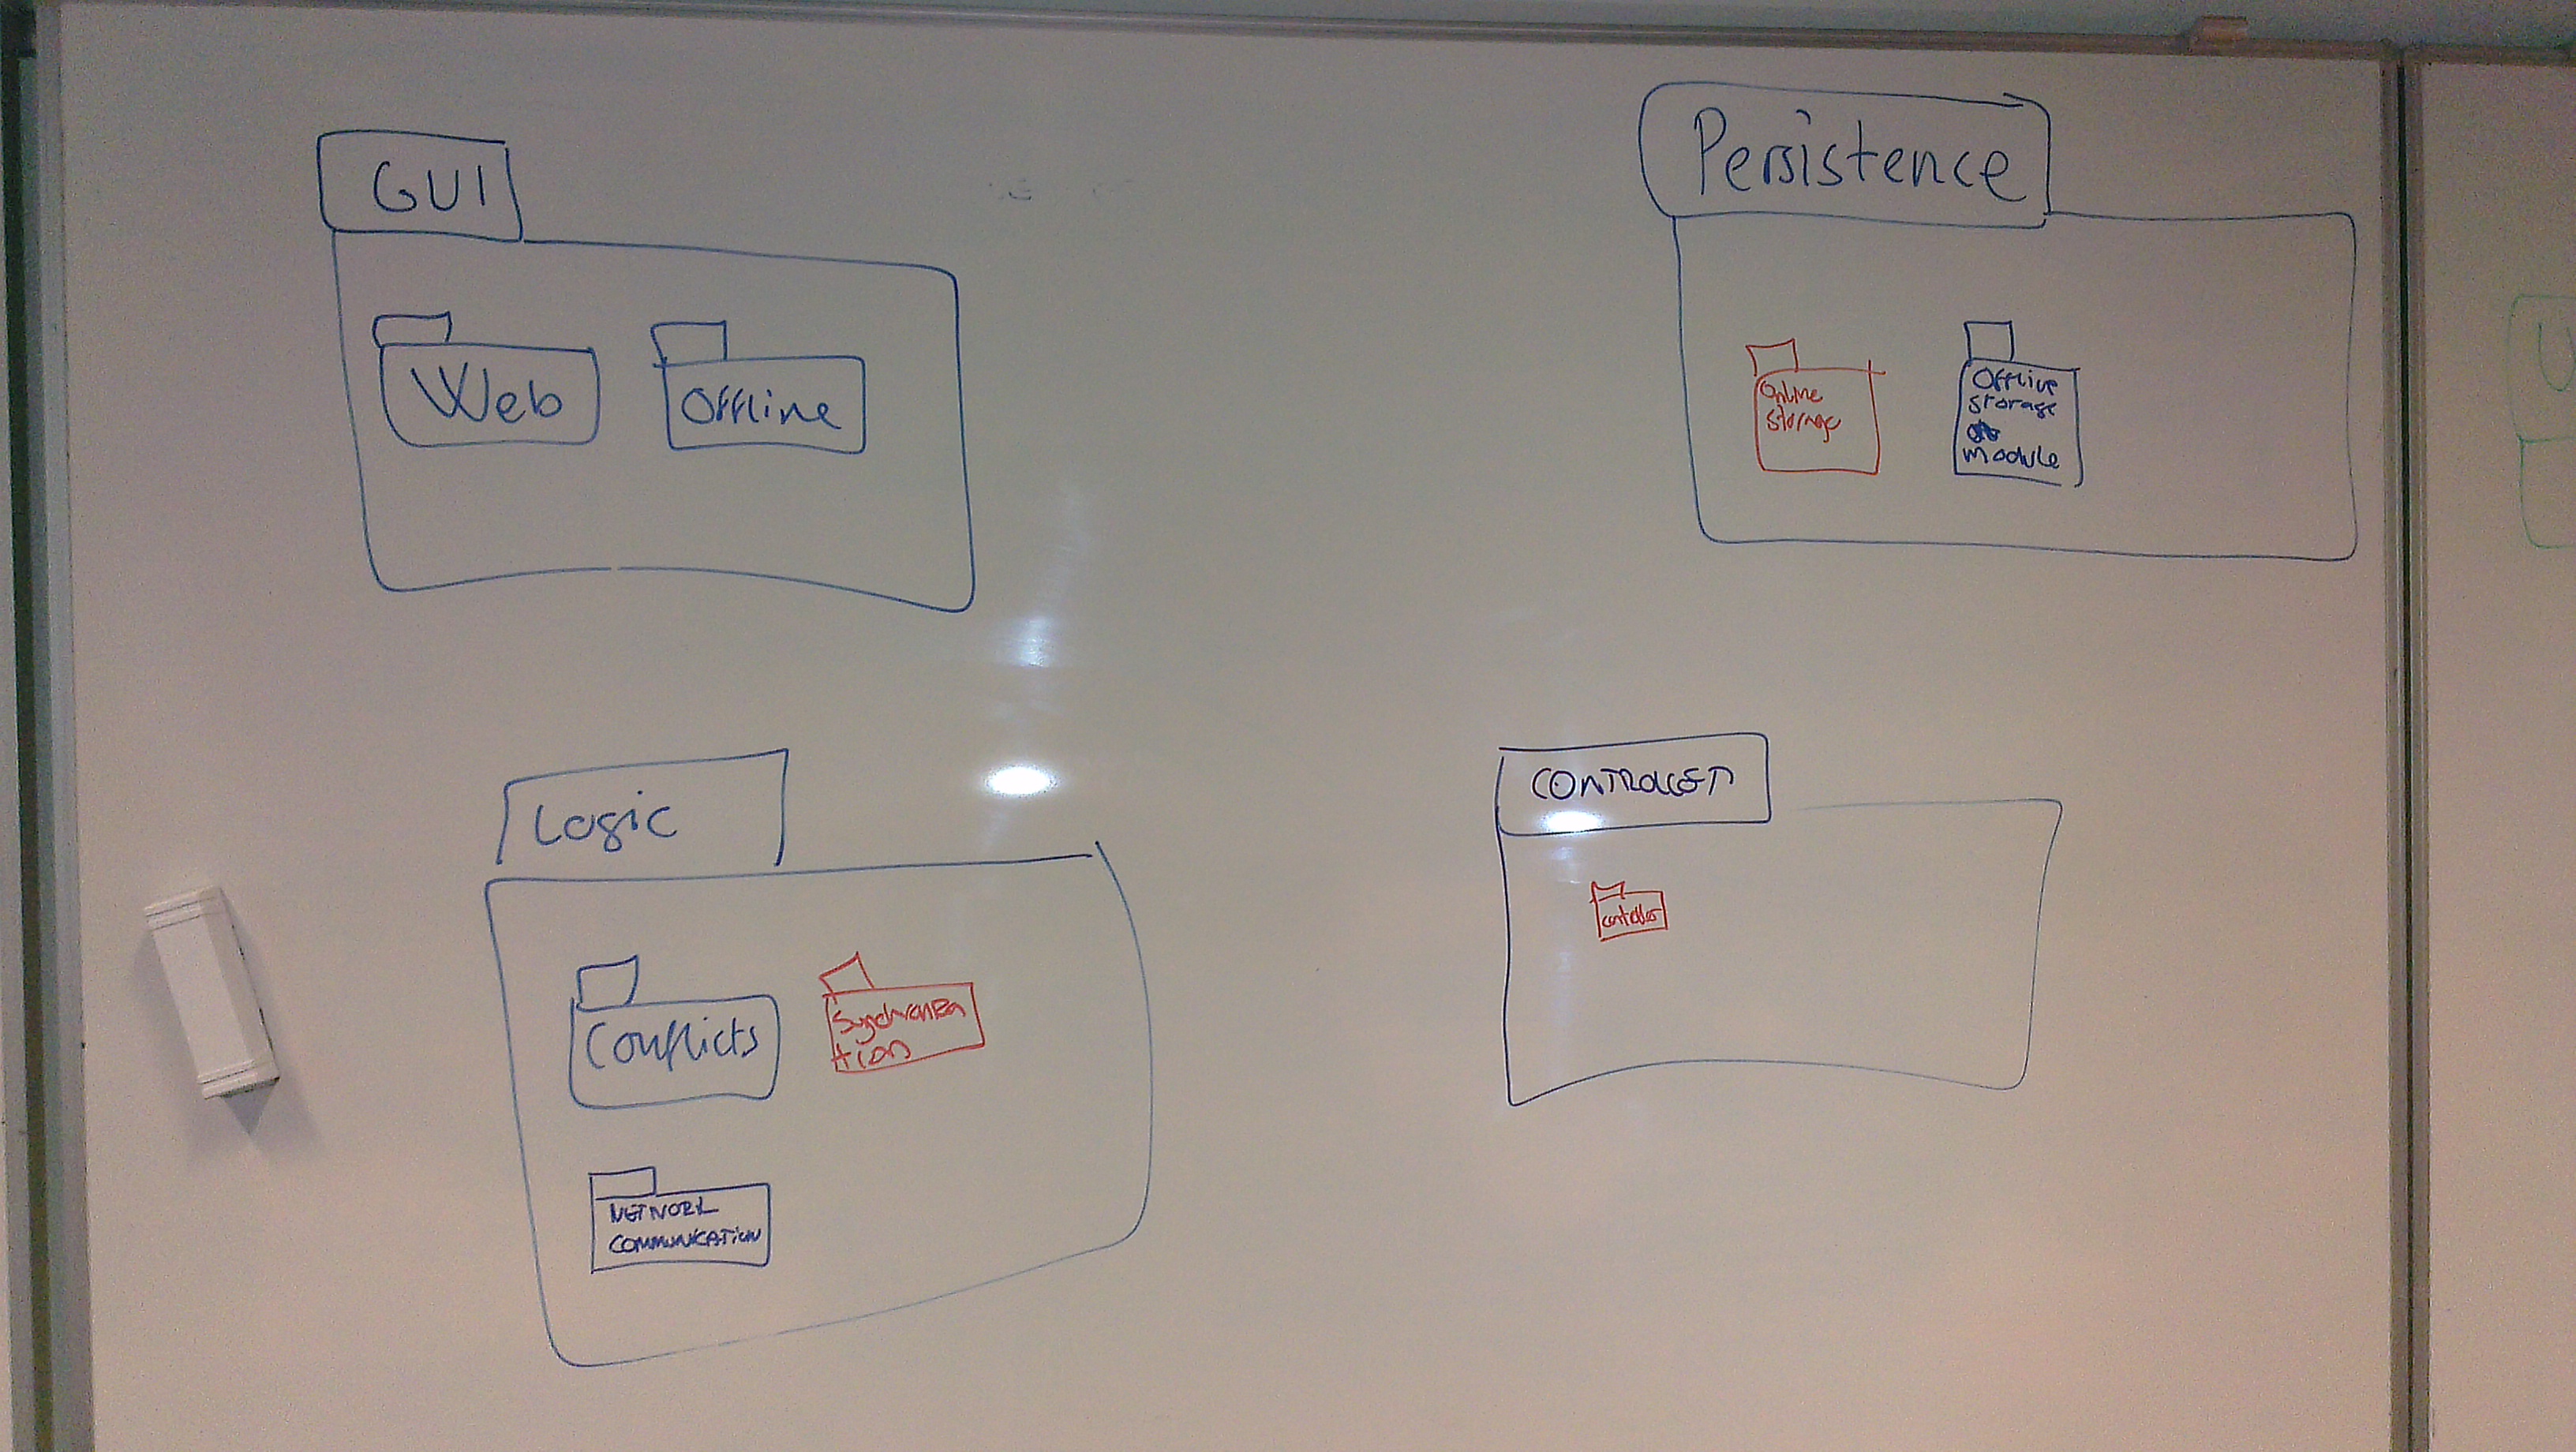 GUI
Web
Offline
Persistence
Online
storage
Offline
storage
module
Logic
Conflicts
Synchroniza
tion
NETWORK
COMMUNICATION
CONTROLLER
controller